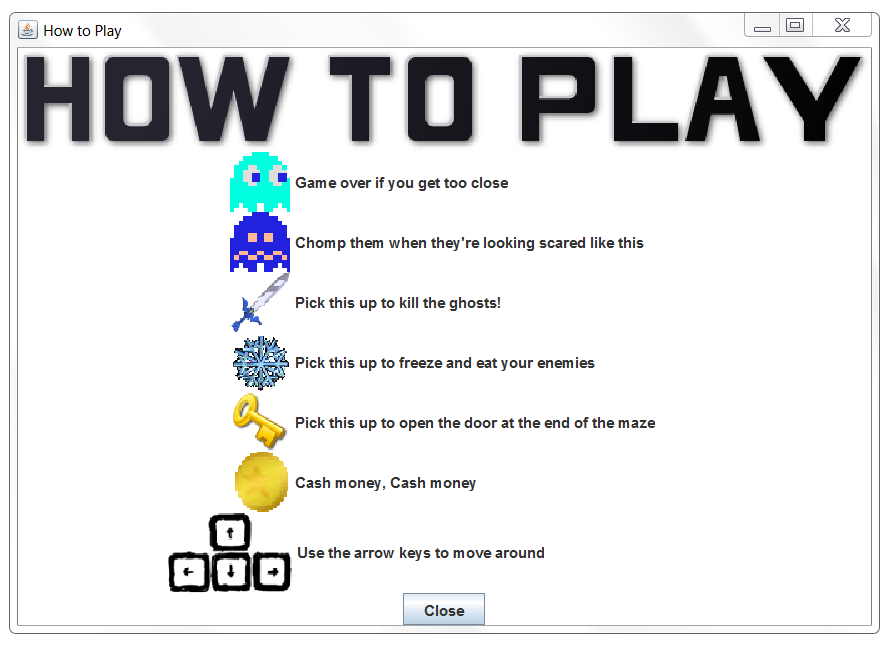 How to Play
HOW TO PLAY
Game over if you get too close
Chomp them when they're looking scared like this
Pick this up to kill the ghosts!
Pick this up to freeze and eat your enemies
Pick this up to open the door at the end of the maze
Cash money, Cash money
Use the arrow keys to move around
Close